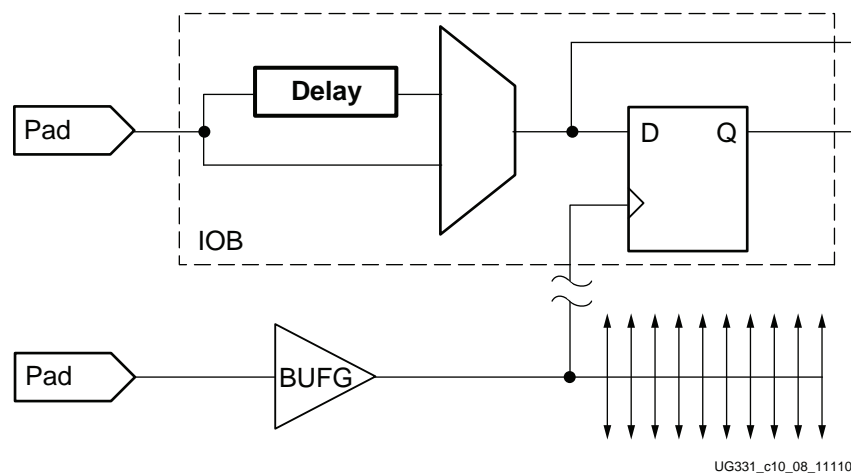 Delay
Pad
D Q
IOB
Pad
BUFG
UG331_c10_08_11110